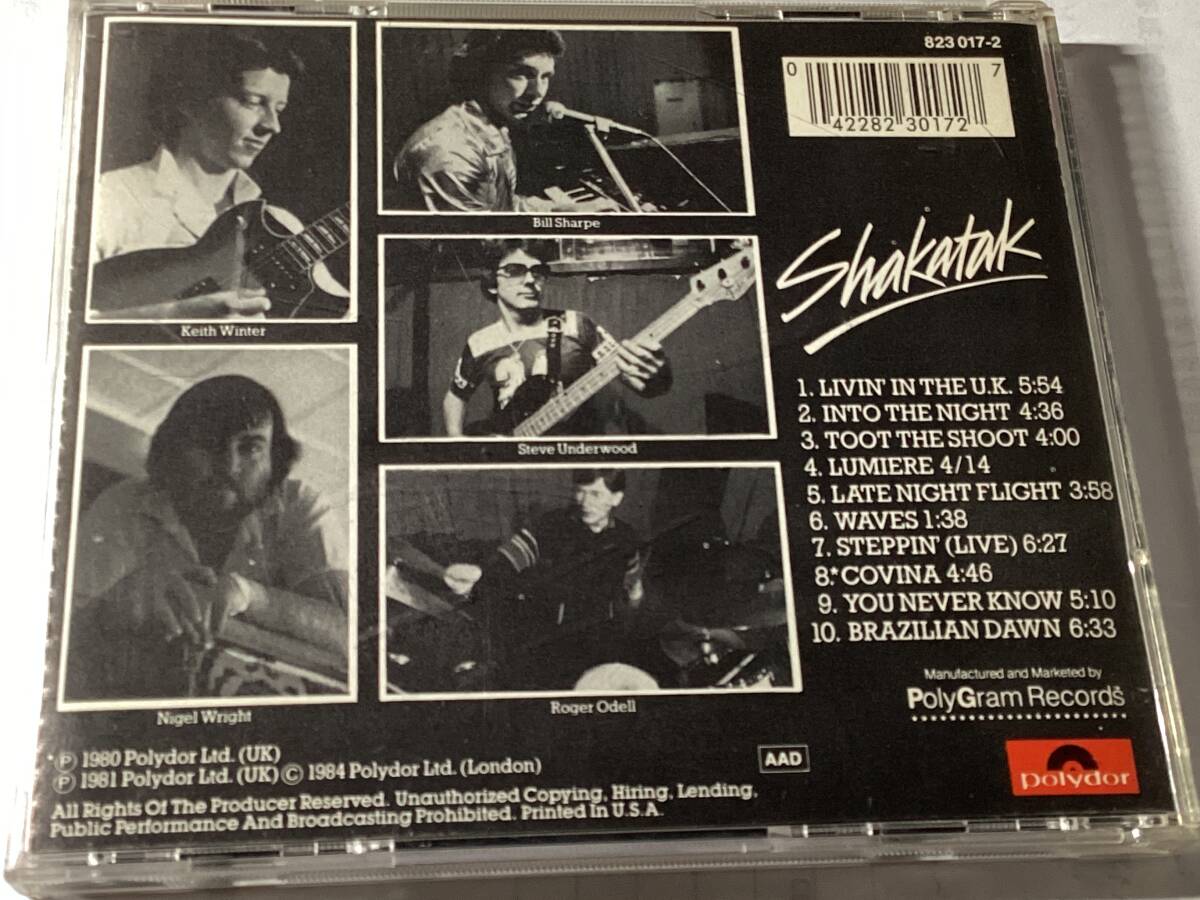 823 017-2
0 7
42282 30172
Bill Sharpe
Keith Winter
Steve Underwood
Nigel Wright
Roger Odell
Shakatak
1. LIVIN' IN THE U.K. 5:54
2. INTO THE NIGHT 4:36
3. TOOT THE SHOOT 4:00
4. LUMIERE 4/14
5. LATE NIGHT FLIGHT 3:58
6. WAVES 1:38
7. STEPPIN' (LIVE) 6:27
8.* COVINA 4:46
9. YOU NEVER KNOW 5:10
10. BRAZILIAN DAWN 6:33
Manufactured and Marketed by
PolyGram Records
polydor
℗ 1980 Polydor Ltd. (UK)
℗ 1981 Polydor Ltd. (UK) © 1984 Polydor Ltd. (London)
AAD
All Rights Of The Producer Reserved. Unauthorized Copying, Hiring, Lending,
Public Performance And Broadcasting Prohibited. Printed In U.S.A.